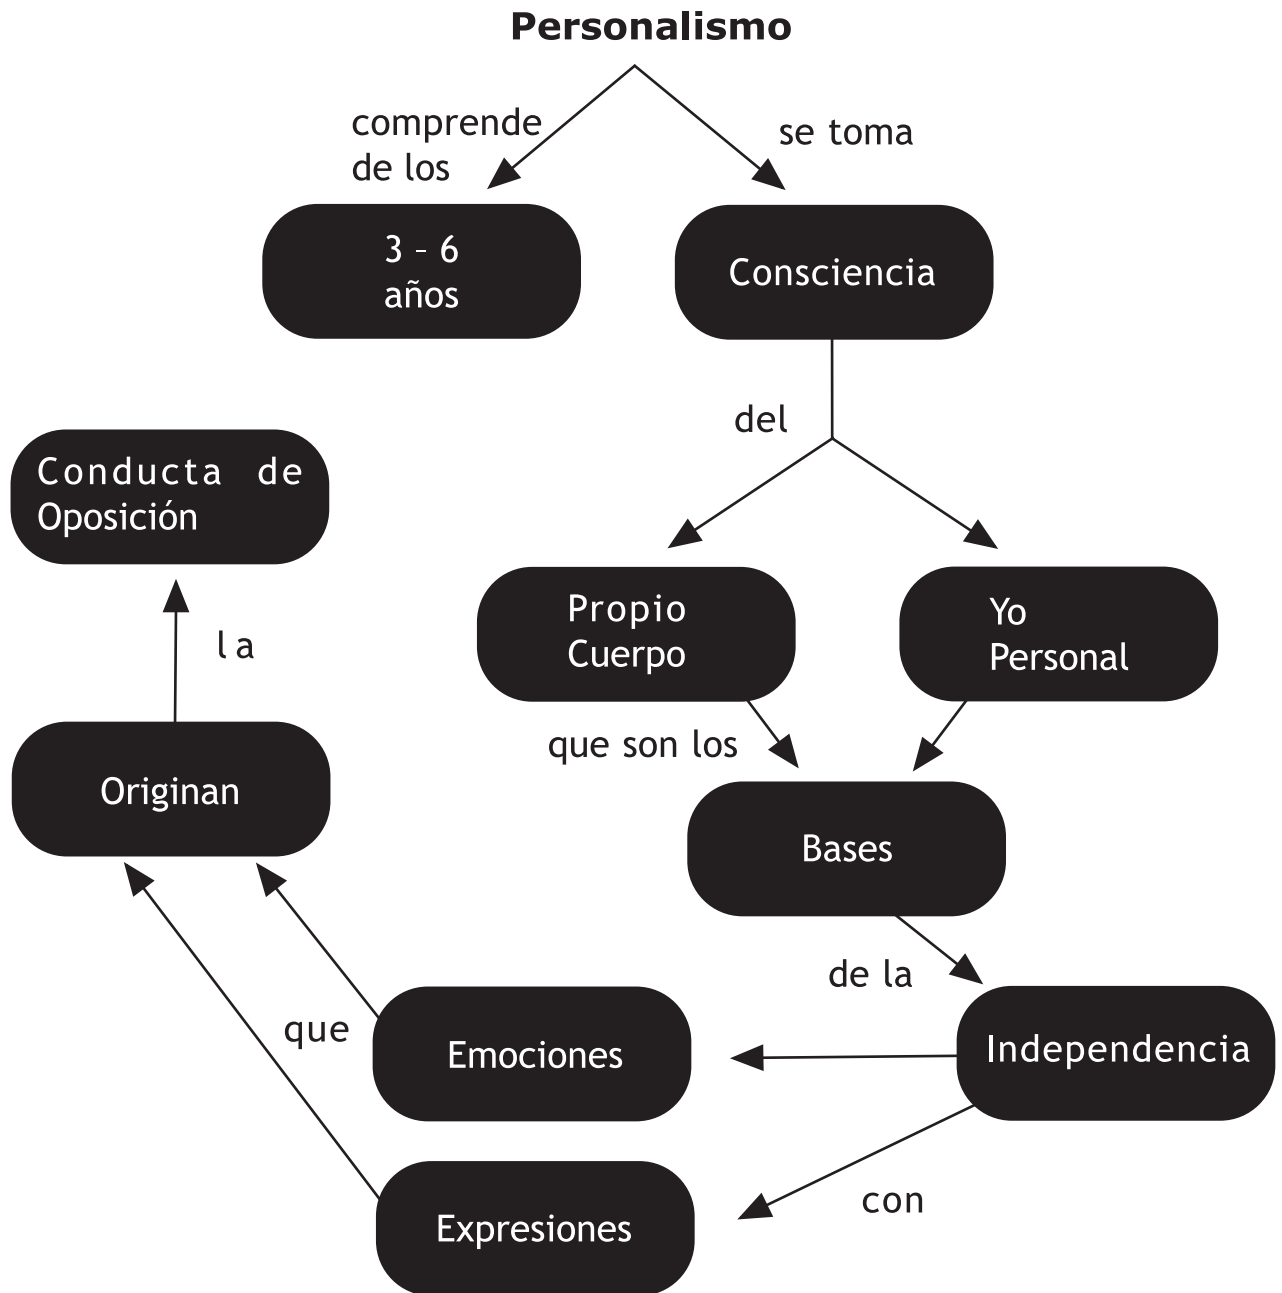 Personalismo
comprende
de los
se toma
3 - 6
años
Consciencia
del
Conducta de
Oposición
Propio
Cuerpo
Yo
Personal
la
que son los
Originan
Bases
de la
que
Emociones
Independencia
con
Expresiones